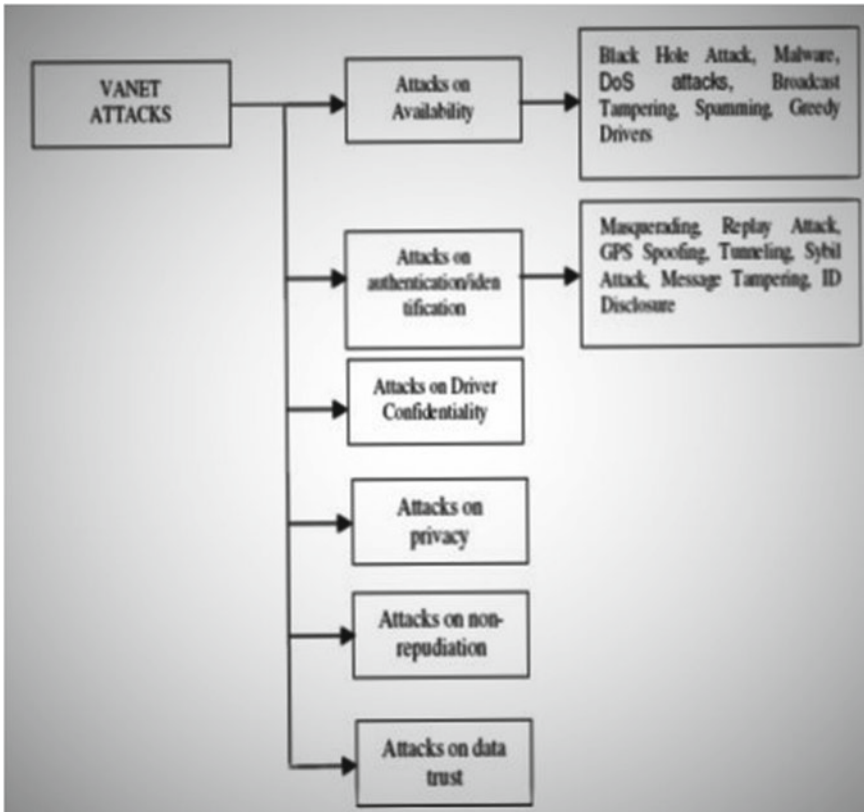 VANET
ATTACKS
Attacks on
Availability
Black Hole Attack, Malware,
DoS attacks, Broadcast
Tampering, Spamming, Greedy
Drivers
Attacks on
authentication/iden
tification
Masquerading, Replay Attack,
GPS Spoofing, Tunneling, Sybil
Attack, Message Tampering, ID
Disclosure
Attacks on Driver
Confidentiality
Attacks on
privacy
Attacks on non-
repudiation
Attacks on data
trust